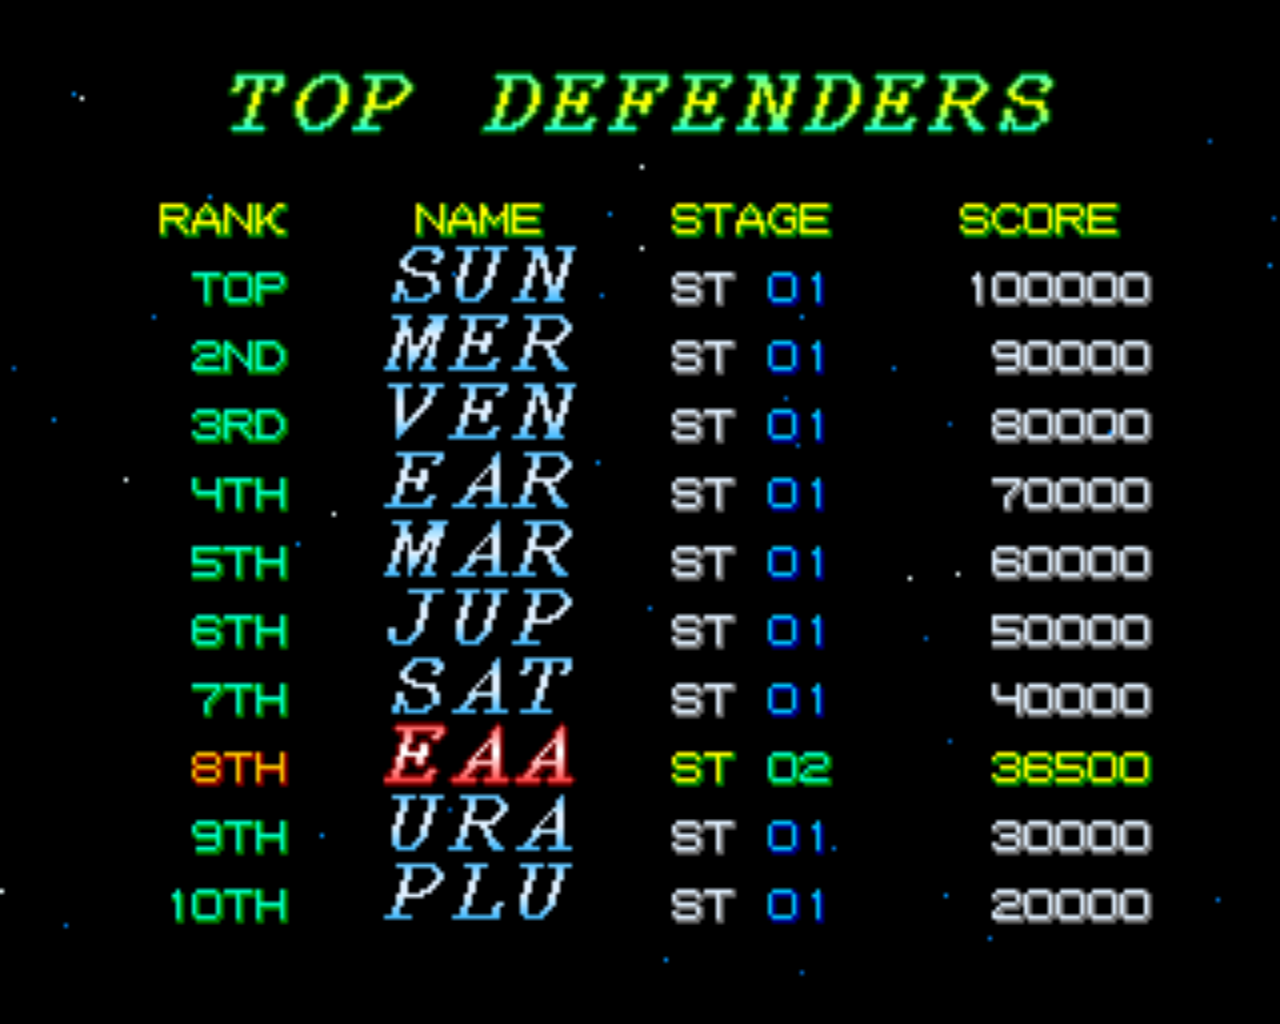 TOP DEFENDERS
RANK NAME STAGE SCORE
TOP SUN ST 01 100000
2ND MER ST 01 90000
3RD VEN ST 01 80000
4TH EAR ST 01 70000
5TH MAR ST 01 60000
6TH JUP ST 01 50000
7TH SAT ST 01 40000
8TH EAA ST 02 36500
9TH URA ST 01 30000
10TH PLU ST 01 20000